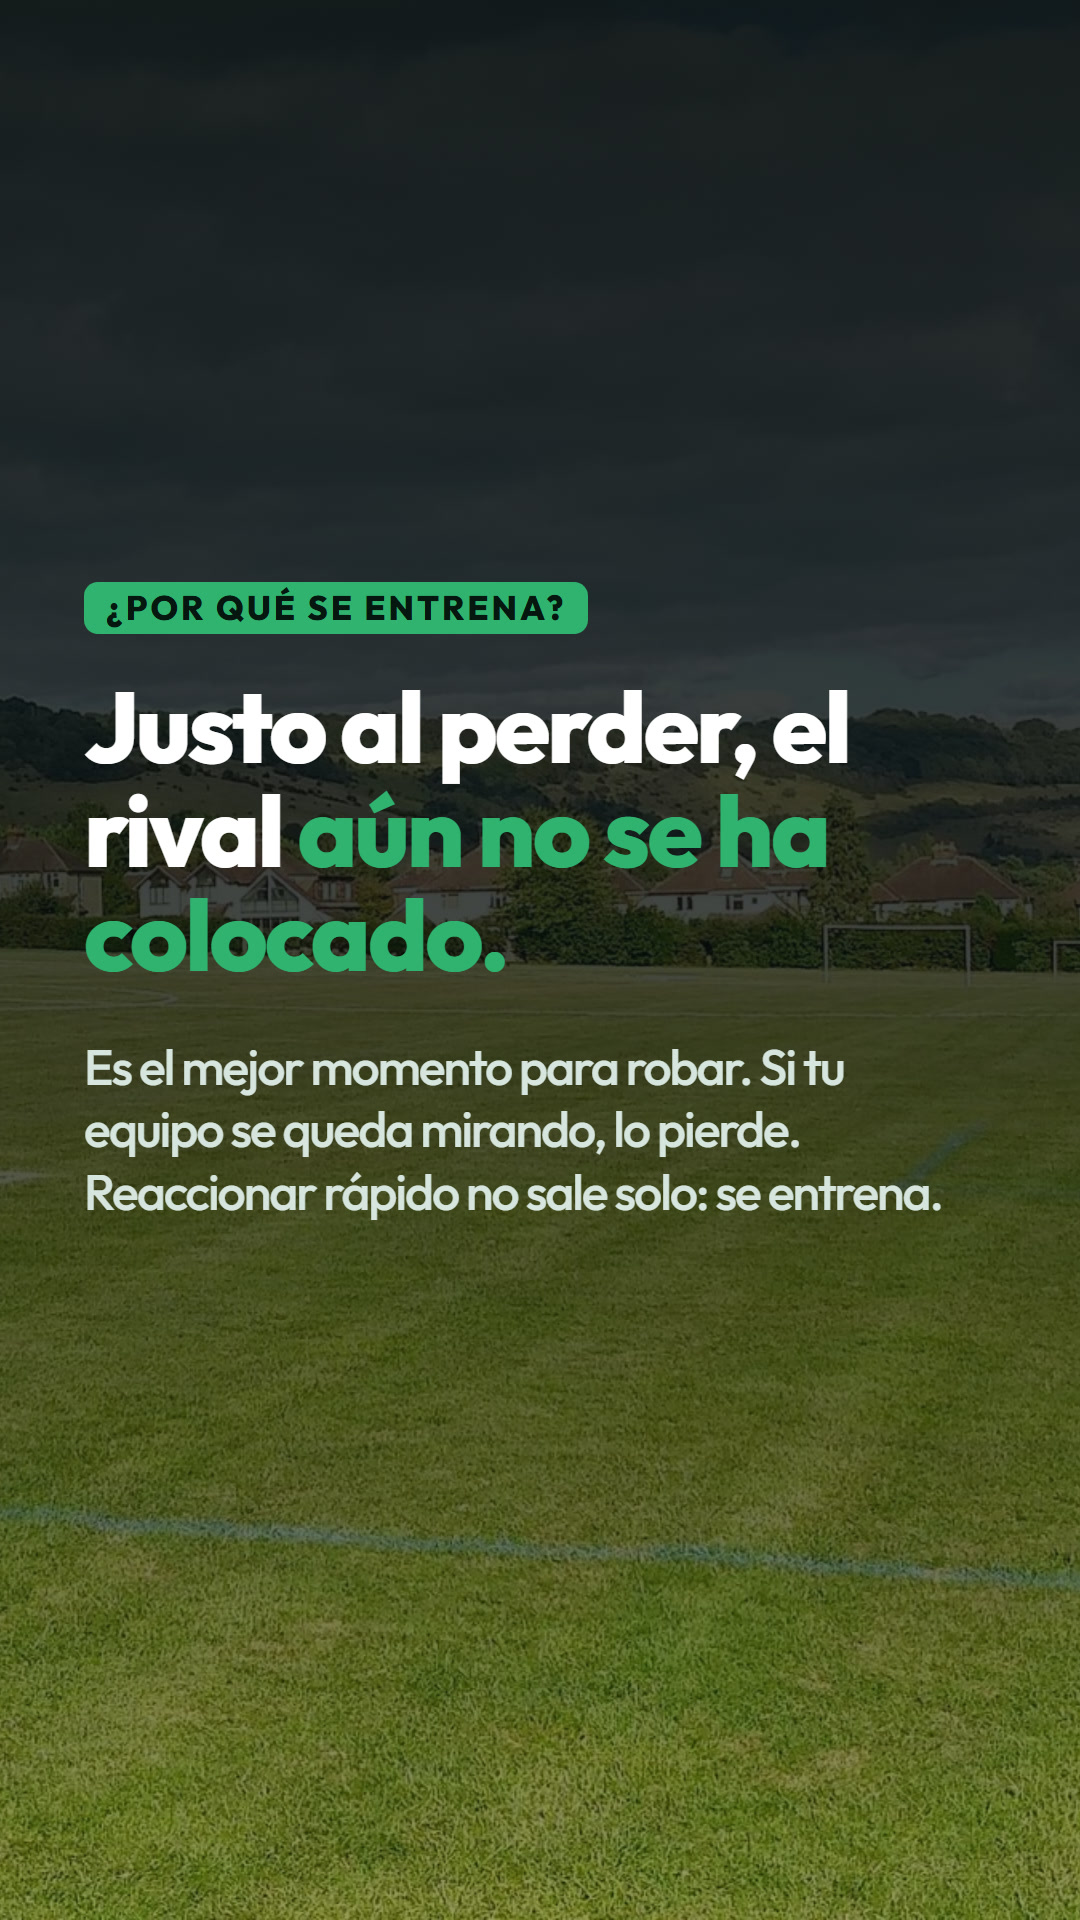 ¿POR QUÉ SE ENTRENA?
Justo al perder, el
rival aún no se ha
colocado.
Es el mejor momento para robar. Si tu
equipo se queda mirando, lo pierde.
Reaccionar rápido no sale solo: se entrena.